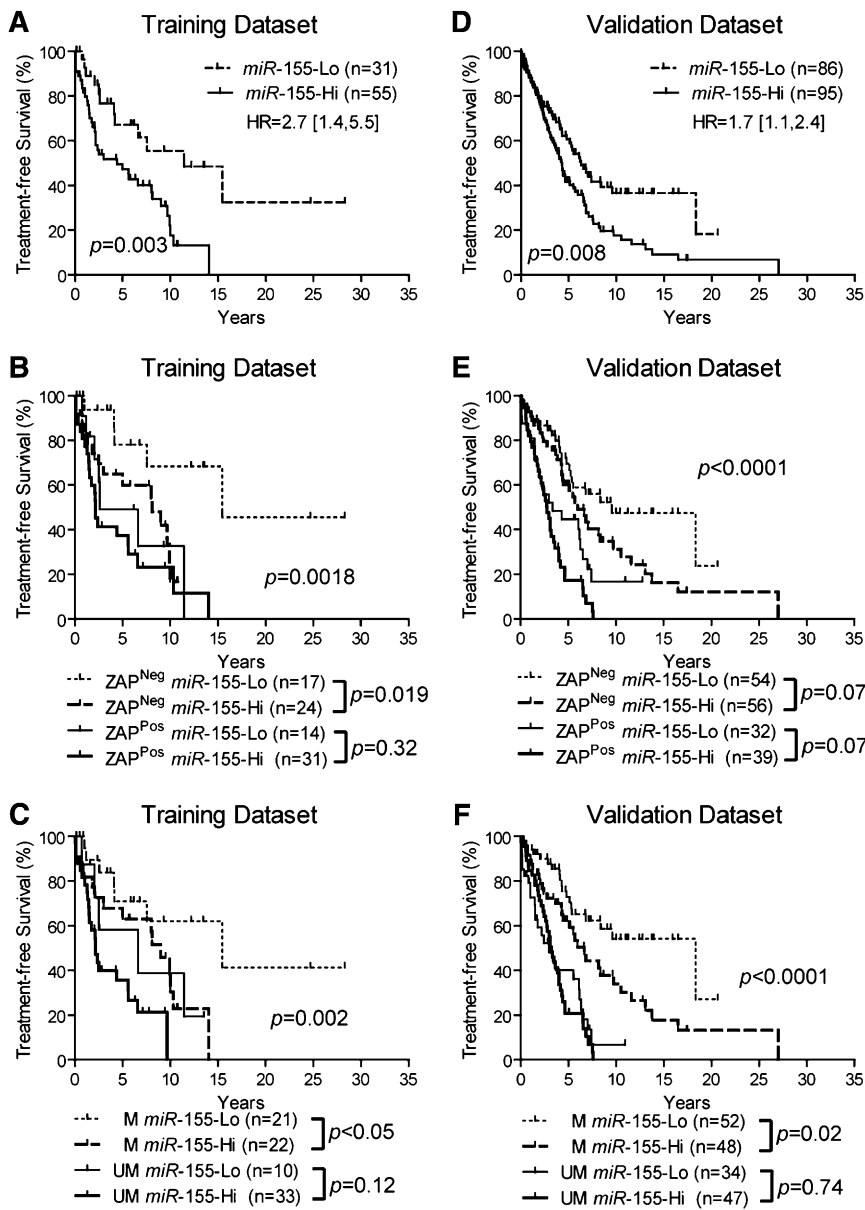 A
Training Dataset
Treatment-free Survival (%)
100
80
60
40
20
0
miR-155-Lo (n=31)
miR-155-Hi (n=55)
HR=2.7 [1.4,5.5]
p=0.003
0 5 10 15 20 25 30 35
Years
D
Validation Dataset
Treatment-free Survival (%)
100
80
60
40
20
0
miR-155-Lo (n=86)
miR-155-Hi (n=95)
HR=1.7 [1.1,2.4]
p=0.008
0 5 10 15 20 25 30 35
Years
B
Training Dataset
Treatment-free Survival (%)
100
80
60
40
20
0
p=0.0018
0 5 10 15 20 25 30 35
Years
ZAPNeg miR-155-Lo (n=17)
ZAPNeg miR-155-Hi (n=24)
p=0.019
ZAPPos miR-155-Lo (n=14)
ZAPPos miR-155-Hi (n=31)
p=0.32
E
Validation Dataset
Treatment-free Survival (%)
100
80
60
40
20
0
p<0.0001
0 5 10 15 20 25 30 35
Years
ZAPNeg miR-155-Lo (n=54)
ZAPNeg miR-155-Hi (n=56)
p=0.07
ZAPPos miR-155-Lo (n=32)
ZAPPos miR-155-Hi (n=39)
p=0.07
C
Training Dataset
Treatment-free Survival (%)
100
80
60
40
20
0
p=0.002
0 5 10 15 20 25 30 35
Years
M miR-155-Lo (n=21)
M miR-155-Hi (n=22)
p<0.05
UM miR-155-Lo (n=10)
UM miR-155-Hi (n=33)
p=0.12
F
Validation Dataset
Treatment-free Survival (%)
100
80
60
40
20
0
p<0.0001
0 5 10 15 20 25 30 35
Years
M miR-155-Lo (n=52)
M miR-155-Hi (n=48)
p=0.02
UM miR-155-Lo (n=34)
UM miR-155-Hi (n=47)
p=0.74